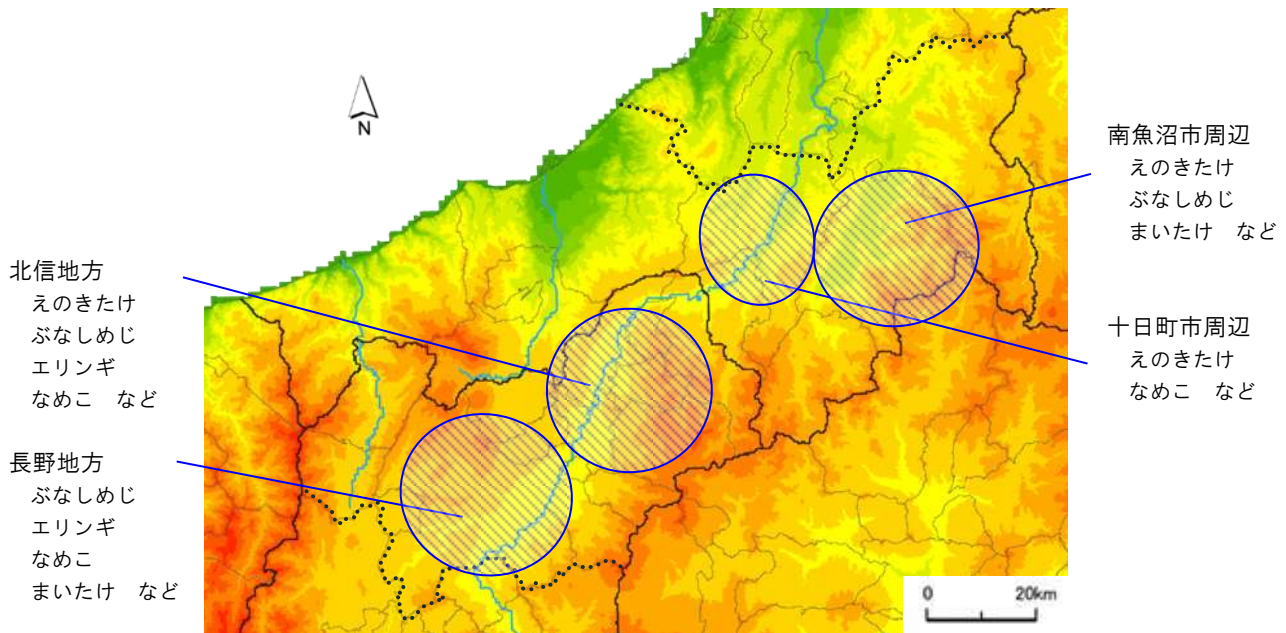 N
南魚沼市周辺
えのきたけ
ぶなしめじ
まいたけ など
北信地方
えのきたけ
ぶなしめじ
エリンギ
なめこ など
十日町市周辺
えのきたけ
なめこ など
長野地方
ぶなしめじ
エリンギ
なめこ
まいたけ など
0 20km